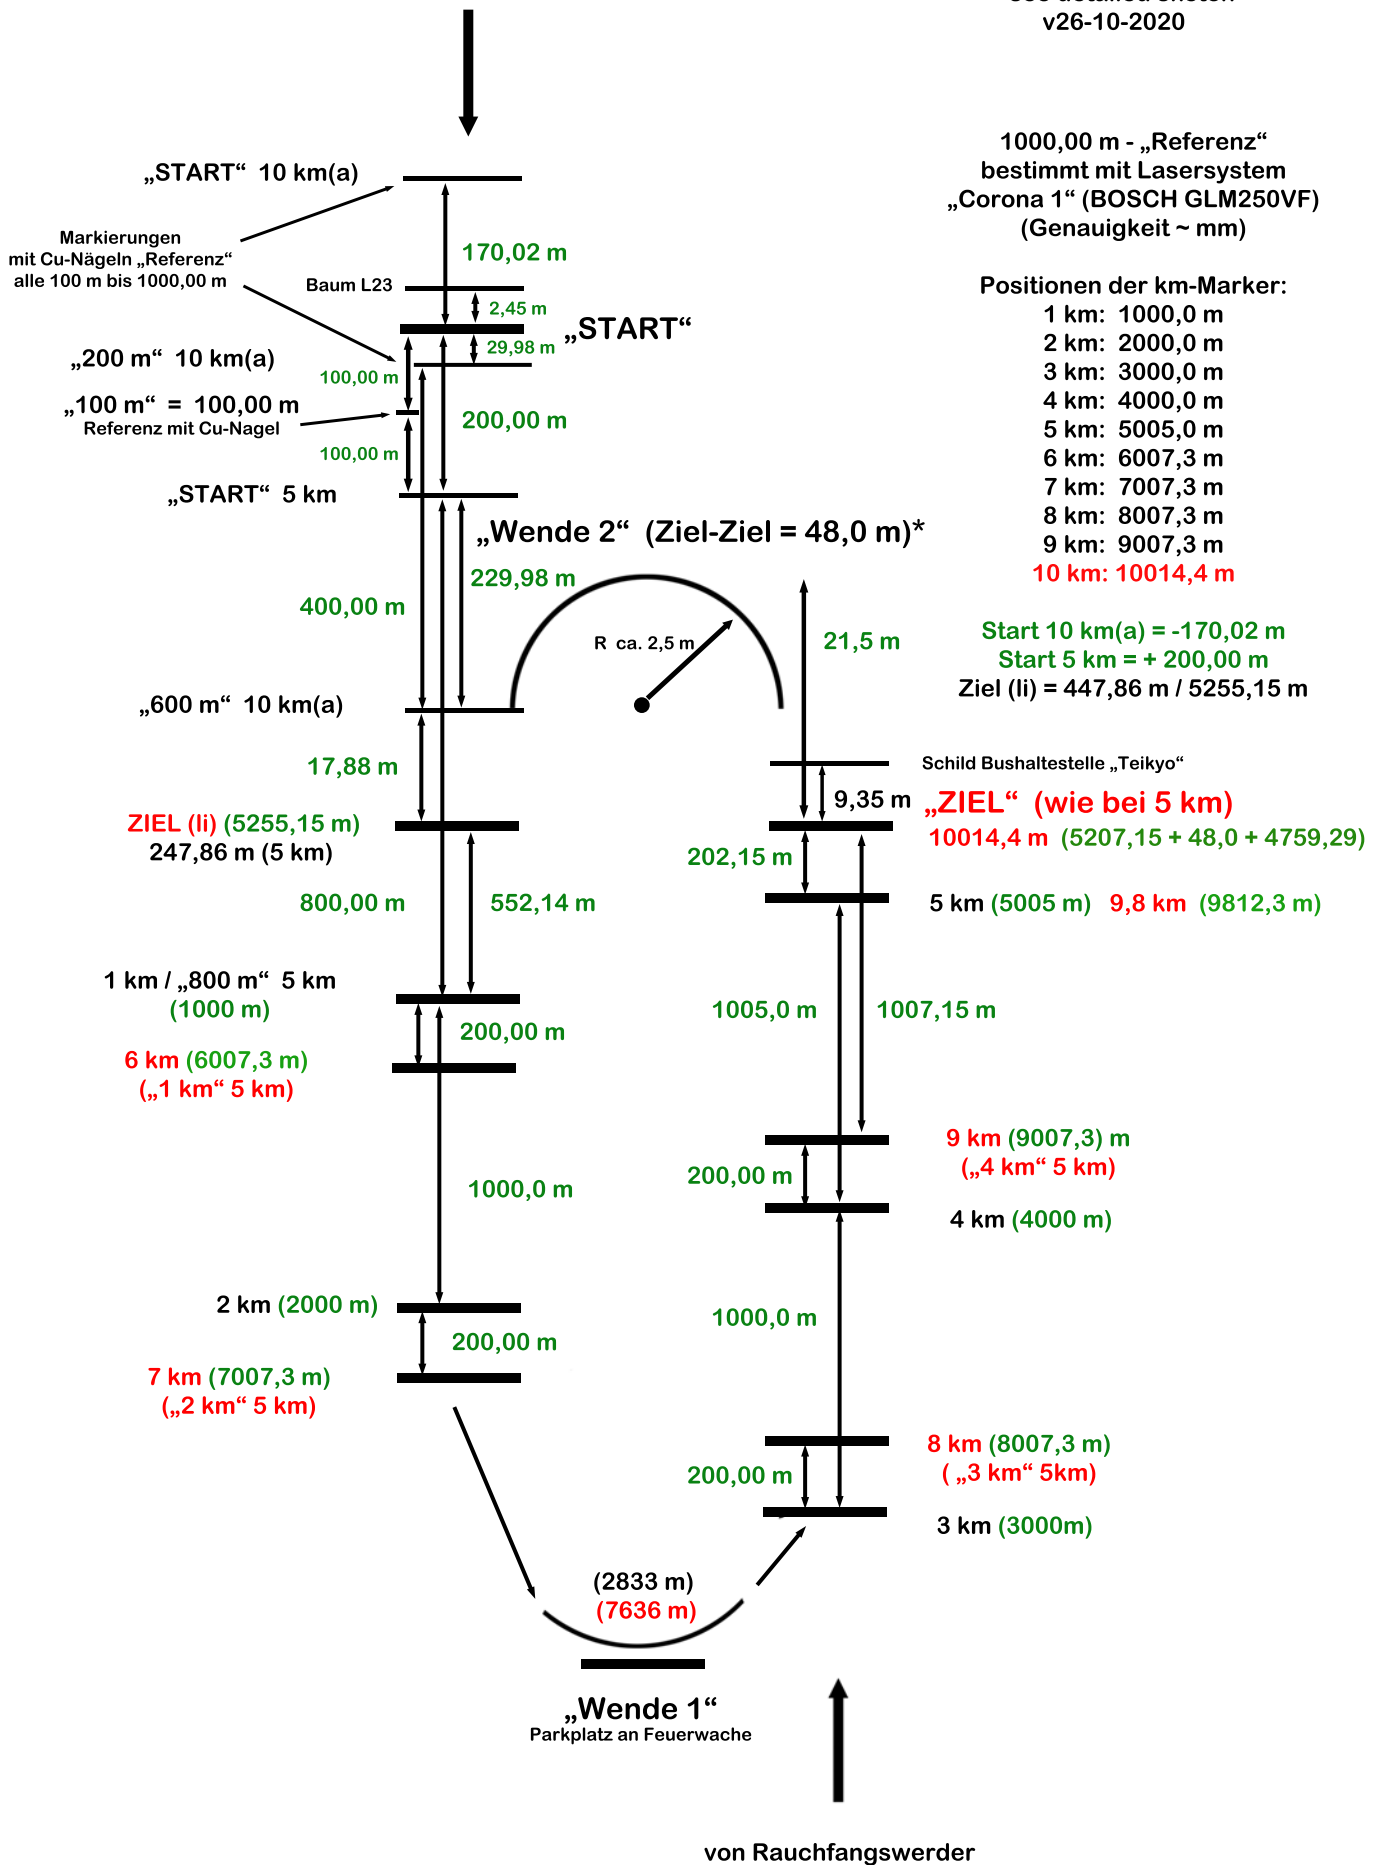 v26-10-2020
1000,00 m - „Referenz“
bestimmt mit Lasersystem
„Corona 1“ (BOSCH GLM250VF)
(Genauigkeit ~ mm)
Positionen der km-Marker:
1 km: 1000,0 m
2 km: 2000,0 m
3 km: 3000,0 m
4 km: 4000,0 m
5 km: 5005,0 m
6 km: 6007,3 m
7 km: 7007,3 m
8 km: 8007,3 m
9 km: 9007,3 m
10 km: 10014,4 m
Start 10 km(a) = -170,02 m
Start 5 km = + 200,00 m
Ziel (li) = 447,86 m / 5255,15 m
„START“ 10 km(a)
Markierungen
mit Cu-Nägeln „Referenz“
alle 100 m bis 1000,00 m
170,02 m
Baum L23
2,45 m
„START“
29,98 m
„200 m“ 10 km(a)
100,00 m
„100 m“ = 100,00 m
Referenz mit Cu-Nagel
200,00 m
100,00 m
„START“ 5 km
„Wende 2“ (Ziel-Ziel = 48,0 m)*
229,98 m
400,00 m
R ca. 2,5 m
21,5 m
„600 m“ 10 km(a)
17,88 m
Schild Bushaltestelle „Teikyo“
9,35 m
„ZIEL“ (wie bei 5 km)
10014,4 m (5207,15 + 48,0 + 4759,29)
ZIEL (li) (5255,15 m)
247,86 m (5 km)
202,15 m
800,00 m
552,14 m
5 km (5005 m) 9,8 km (9812,3 m)
1 km / „800 m“ 5 km
(1000 m)
200,00 m
1005,0 m
1007,15 m
6 km (6007,3 m)
(„1 km“ 5 km)
9 km (9007,3) m
(„4 km“ 5 km)
200,00 m
1000,0 m
4 km (4000 m)
2 km (2000 m)
200,00 m
1000,0 m
7 km (7007,3 m)
(„2 km“ 5 km)
8 km (8007,3 m)
( „3 km“ 5km)
200,00 m
3 km (3000m)
(2833 m)
(7636 m)
„Wende 1“
Parkplatz an Feuerwache
von Rauchfangswerder